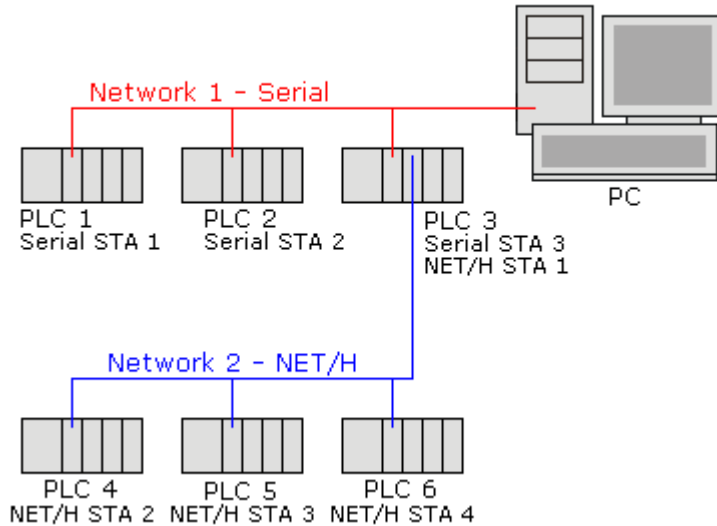 Network 1 - Serial
PC
PLC 1
Serial STA 1
PLC 2
Serial STA 2
PLC 3
Serial STA 3
NET/H STA 1
Network 2 - NET/H
PLC 4
NET/H STA 2
PLC 5
NET/H STA 3
PLC 6
NET/H STA 4